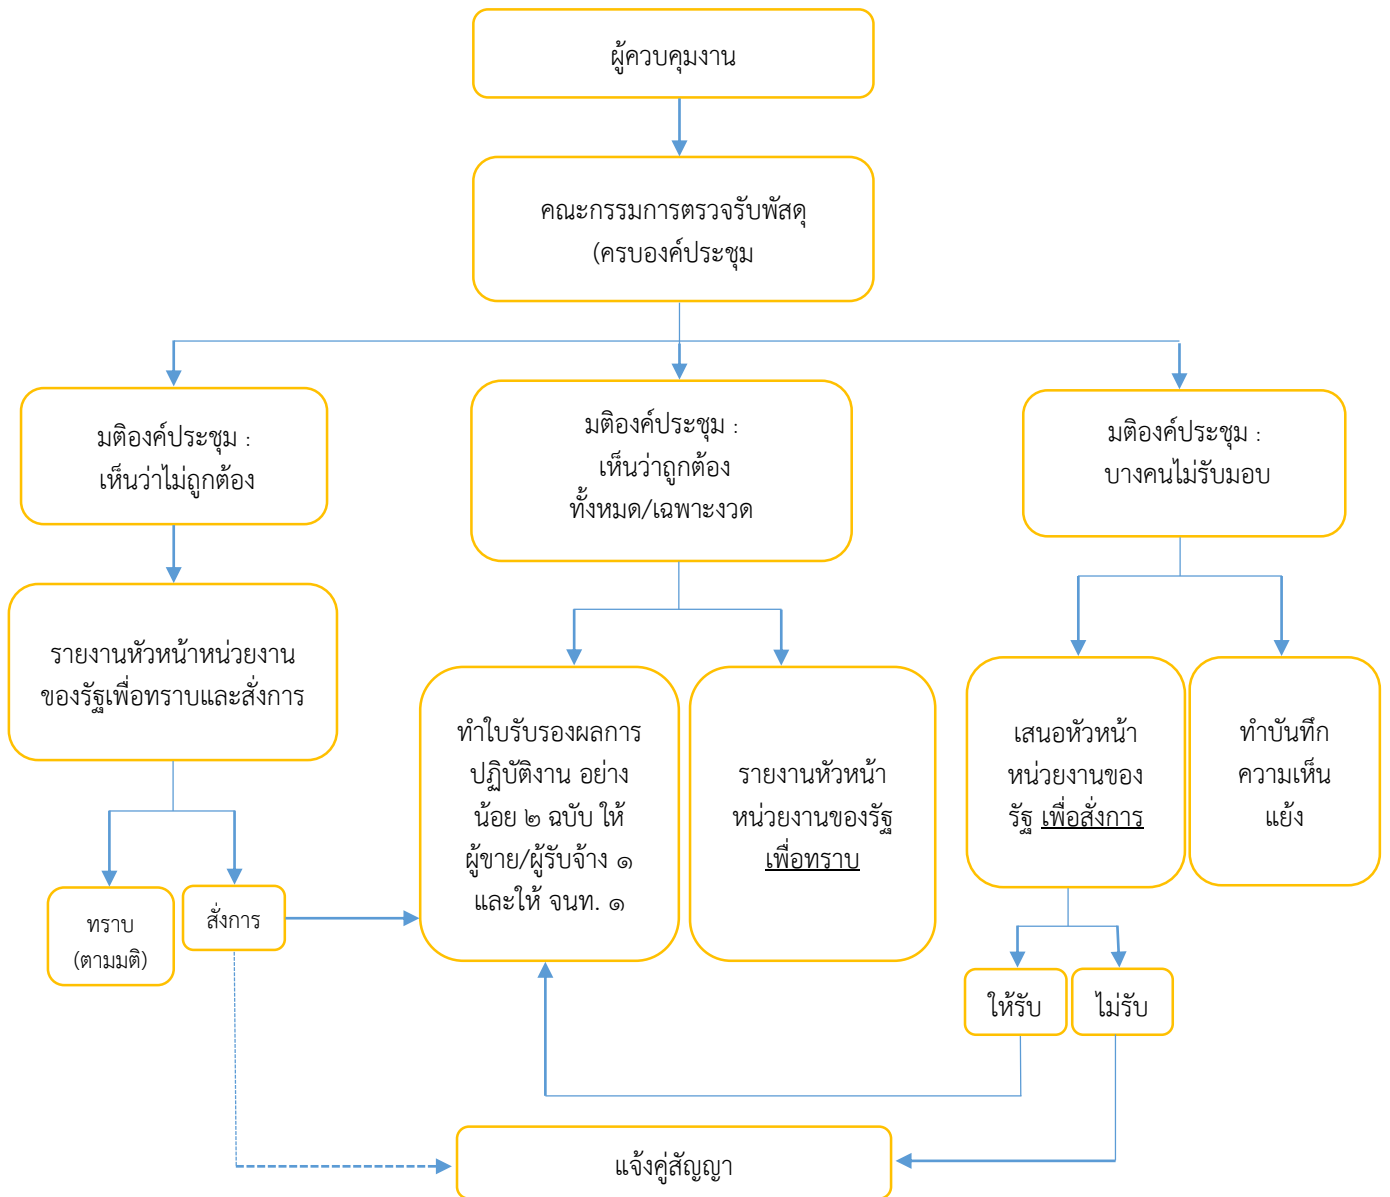 ผู้ควบคุมงาน
คณะกรรมการตรวจรับพัสดุ
(ครบองค์ประชุม
มติองค์ประชุม :
เห็นว่าไม่ถูกต้อง
มติองค์ประชุม :
เห็นว่าถูกต้อง
ทั้งหมด/เฉพาะงวด
มติองค์ประชุม :
บางคนไม่รับมอบ
รายงานหัวหน้าหน่วยงาน
ของรัฐเพื่อทราบและสั่งการ
ทำใบรับรองผลการ
ปฏิบัติงาน อย่าง
น้อย ๒ ฉบับ ให้
ผู้ขาย/ผู้รับจ้าง ๑
และให้ จนท. ๑
รายงานหัวหน้า
หน่วยงานของรัฐ
เพื่อทราบ
เสนอหัวหน้า
หน่วยงานของ
รัฐ เพื่อสั่งการ
ทำบันทึก
ความเห็น
แย้ง
ทราบ
(ตามมติ)
สั่งการ
ให้รับ
ไม่รับ
แจ้งคู่สัญญา